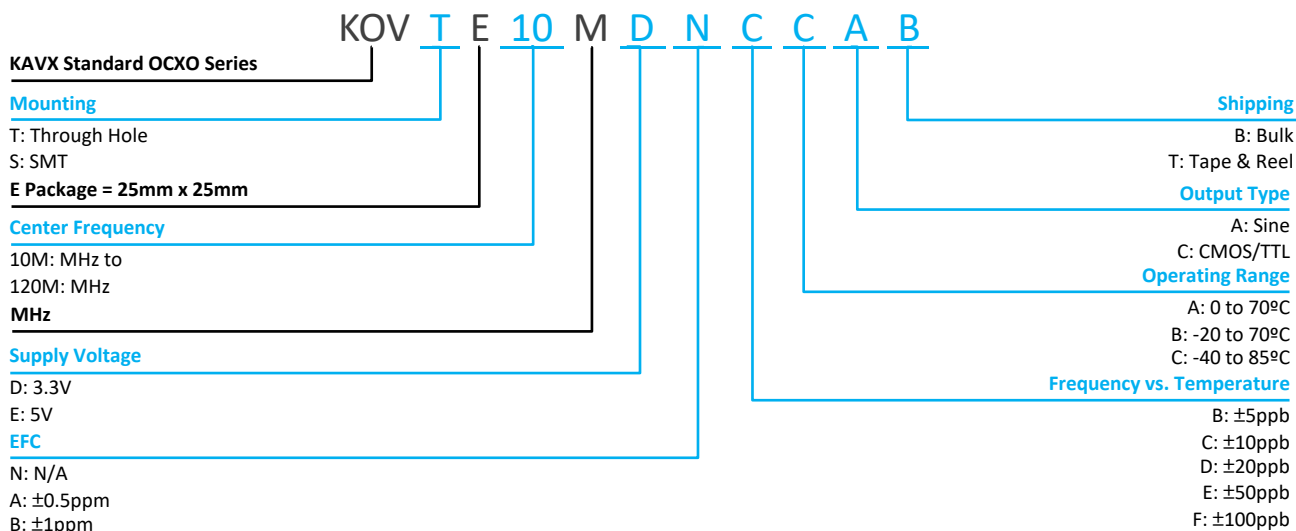 KOV T E 10 M D N C C A B
KAVX Standard OCXO Series
Mounting
T: Through Hole
S: SMT
E Package = 25mm x 25mm
Center Frequency
10M: MHz to
120M: MHz
MHz
Supply Voltage
D: 3.3V
E: 5V
EFC
N: N/A
A: ±0.5ppm
B: ±1ppm
Shipping
B: Bulk
T: Tape & Reel
Output Type
A: Sine
C: CMOS/TTL
Operating Range
A: 0 to 70ºC
B: -20 to 70ºC
C: -40 to 85ºC
Frequency vs. Temperature
B: ±5ppb
C: ±10ppb
D: ±20ppb
E: ±50ppb
F: ±100ppb